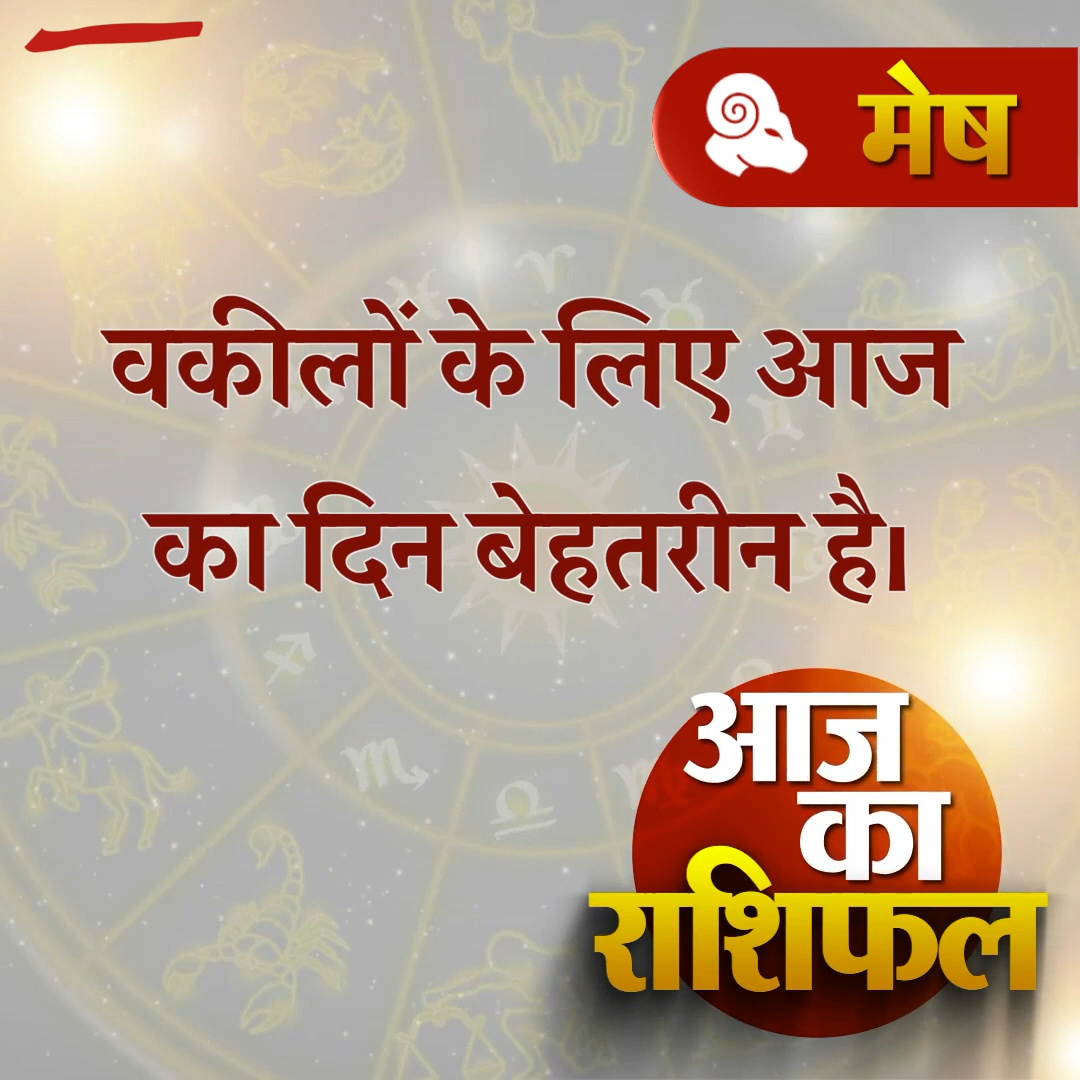 मेष
वकीलों के लिए आज
का दिन बेहतरीन है।
आज
का
राशिफल